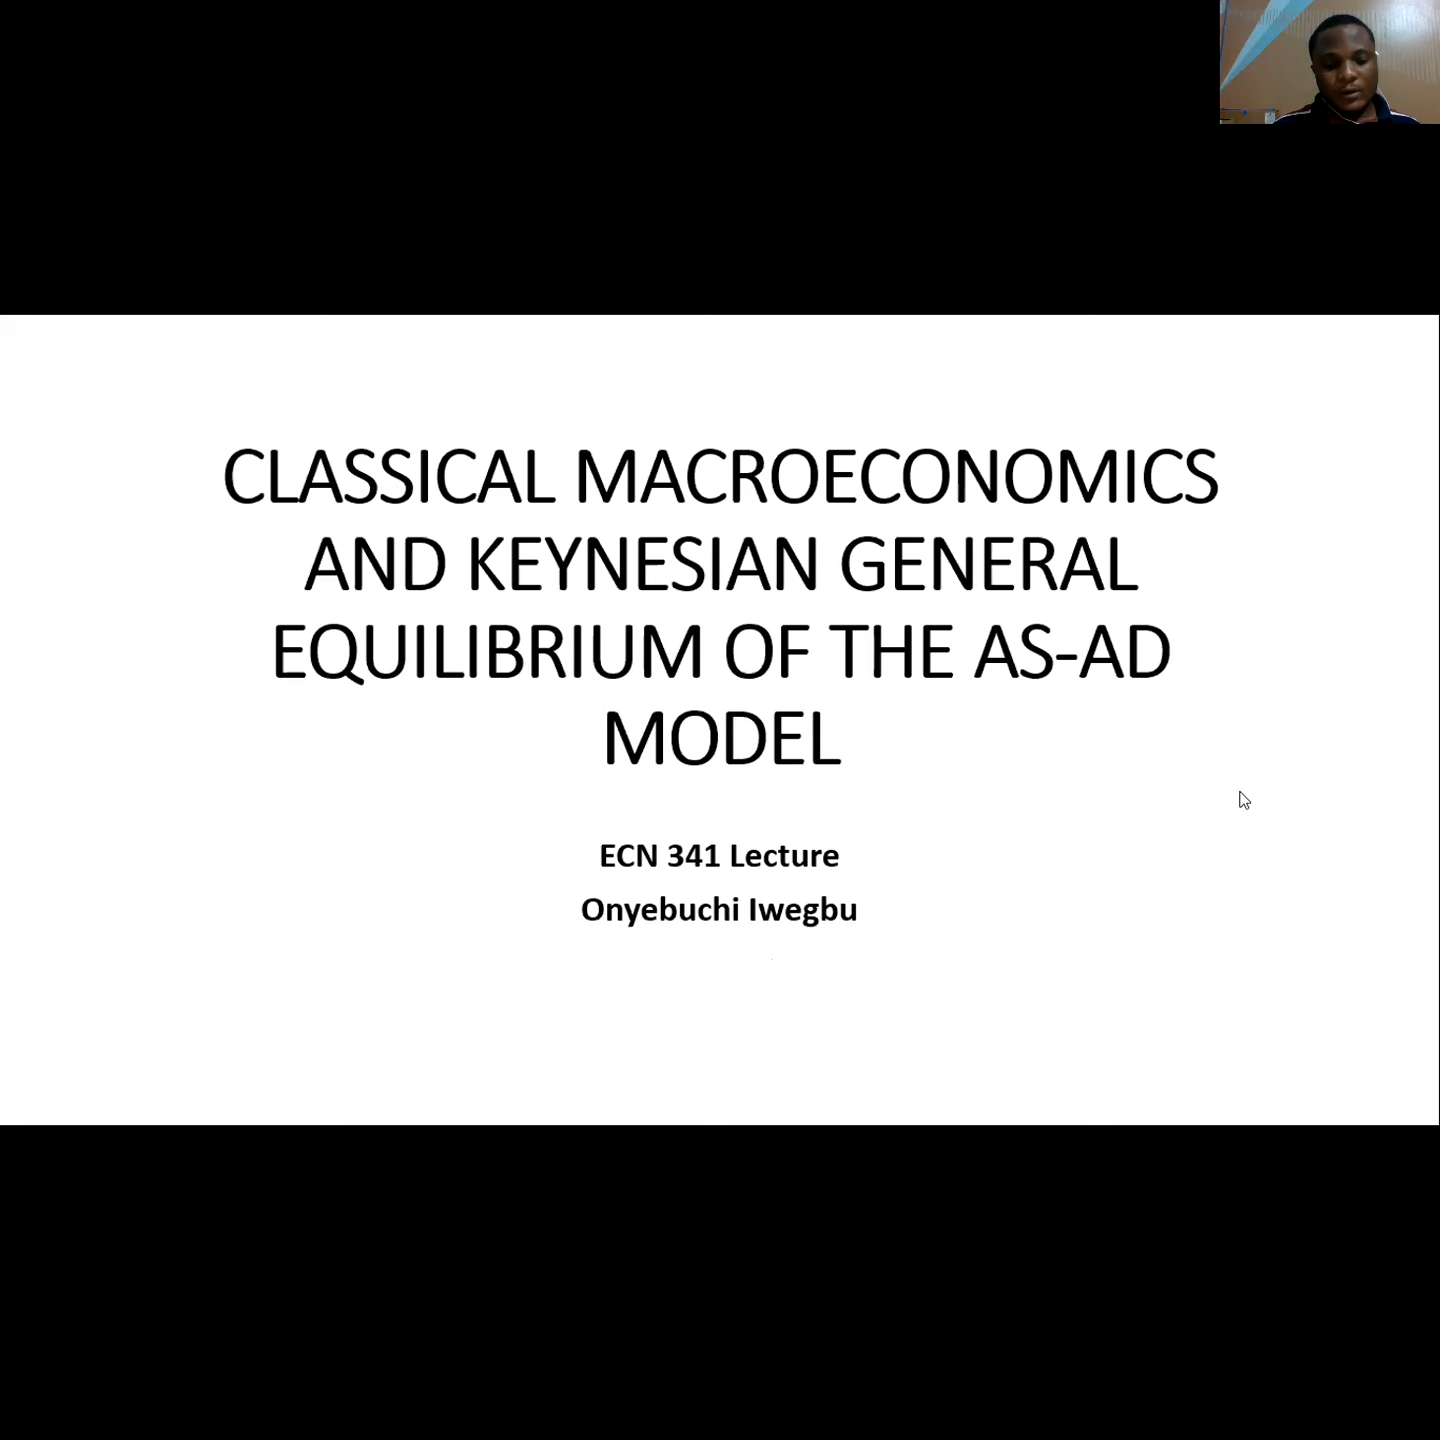 CLASSICAL MACROECONOMICS
AND KEYNESIAN GENERAL
EQUILIBRIUM OF THE AS-AD
MODEL
ECN 341 Lecture
Onyebuchi Iwegbu